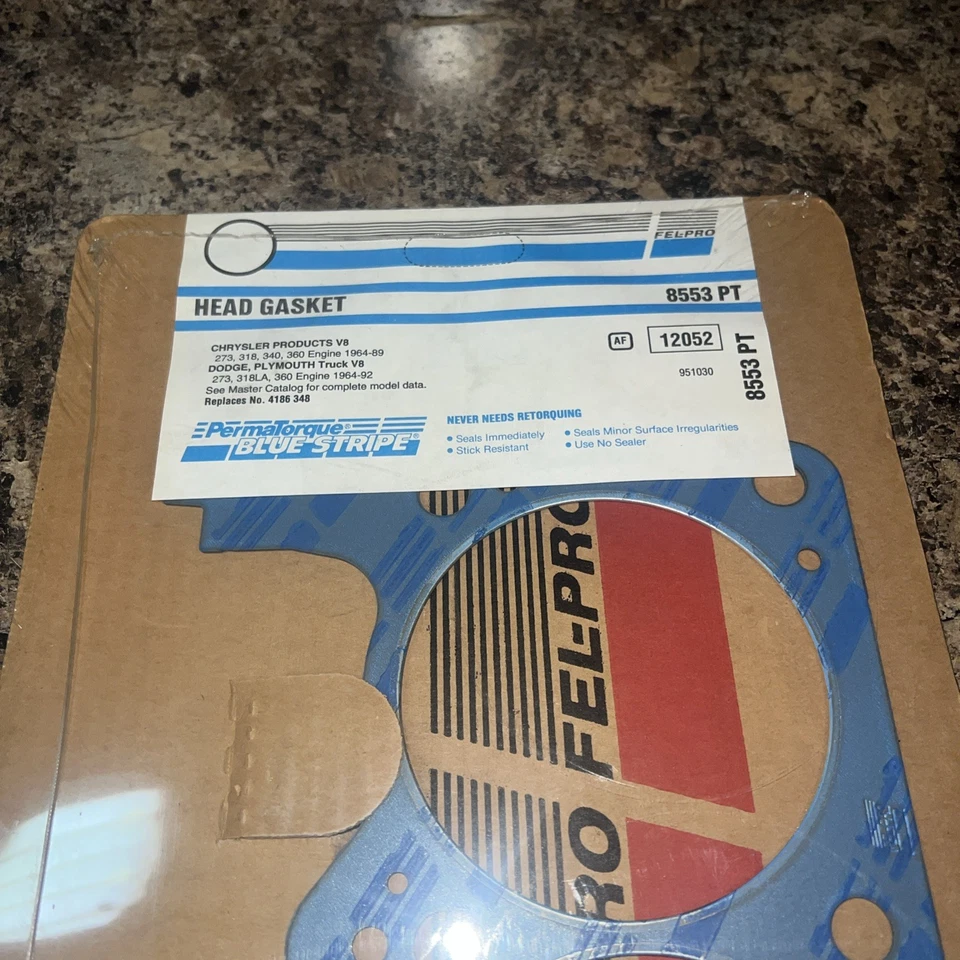 FEL-PRO
HEAD GASKET
8553 PT
CHRYSLER PRODUCTS V8
273, 318, 340, 360 Engine 1964-89
DODGE, PLYMOUTH Truck V8
273, 318LA, 360 Engine 1964-92
See Master Catalog for complete model data.
Replaces No. 4186 348
AF
12052
951030
8553 PT
PermaTorque®
BLUE STRIPE®
NEVER NEEDS RETORQUING
• Seals Immediately
• Stick Resistant
• Seals Minor Surface Irregularities
• Use No Sealer
FEL-PRO
RO